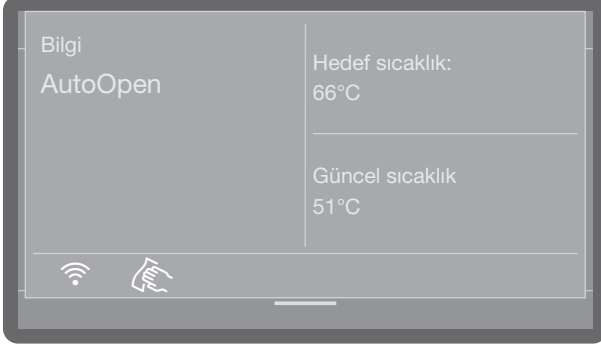 Bilgi
AutoOpen
Hedef sıcaklık:
66°C
Güncel sıcaklık
51°C